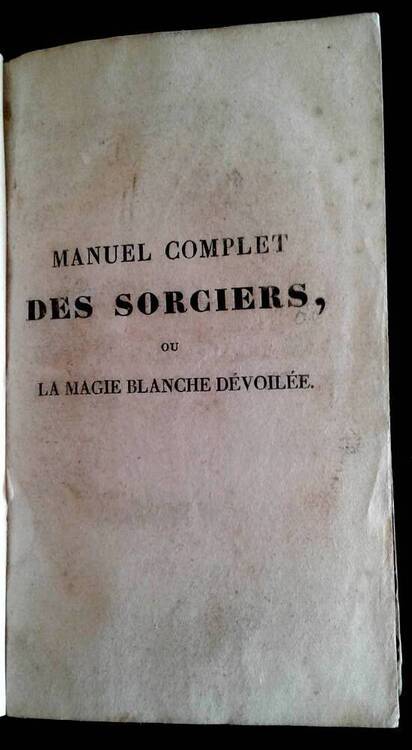 MANUEL COMPLET
DES SORCIERS,
OU
LA MAGIE BLANCHE DÉVOILÉE.